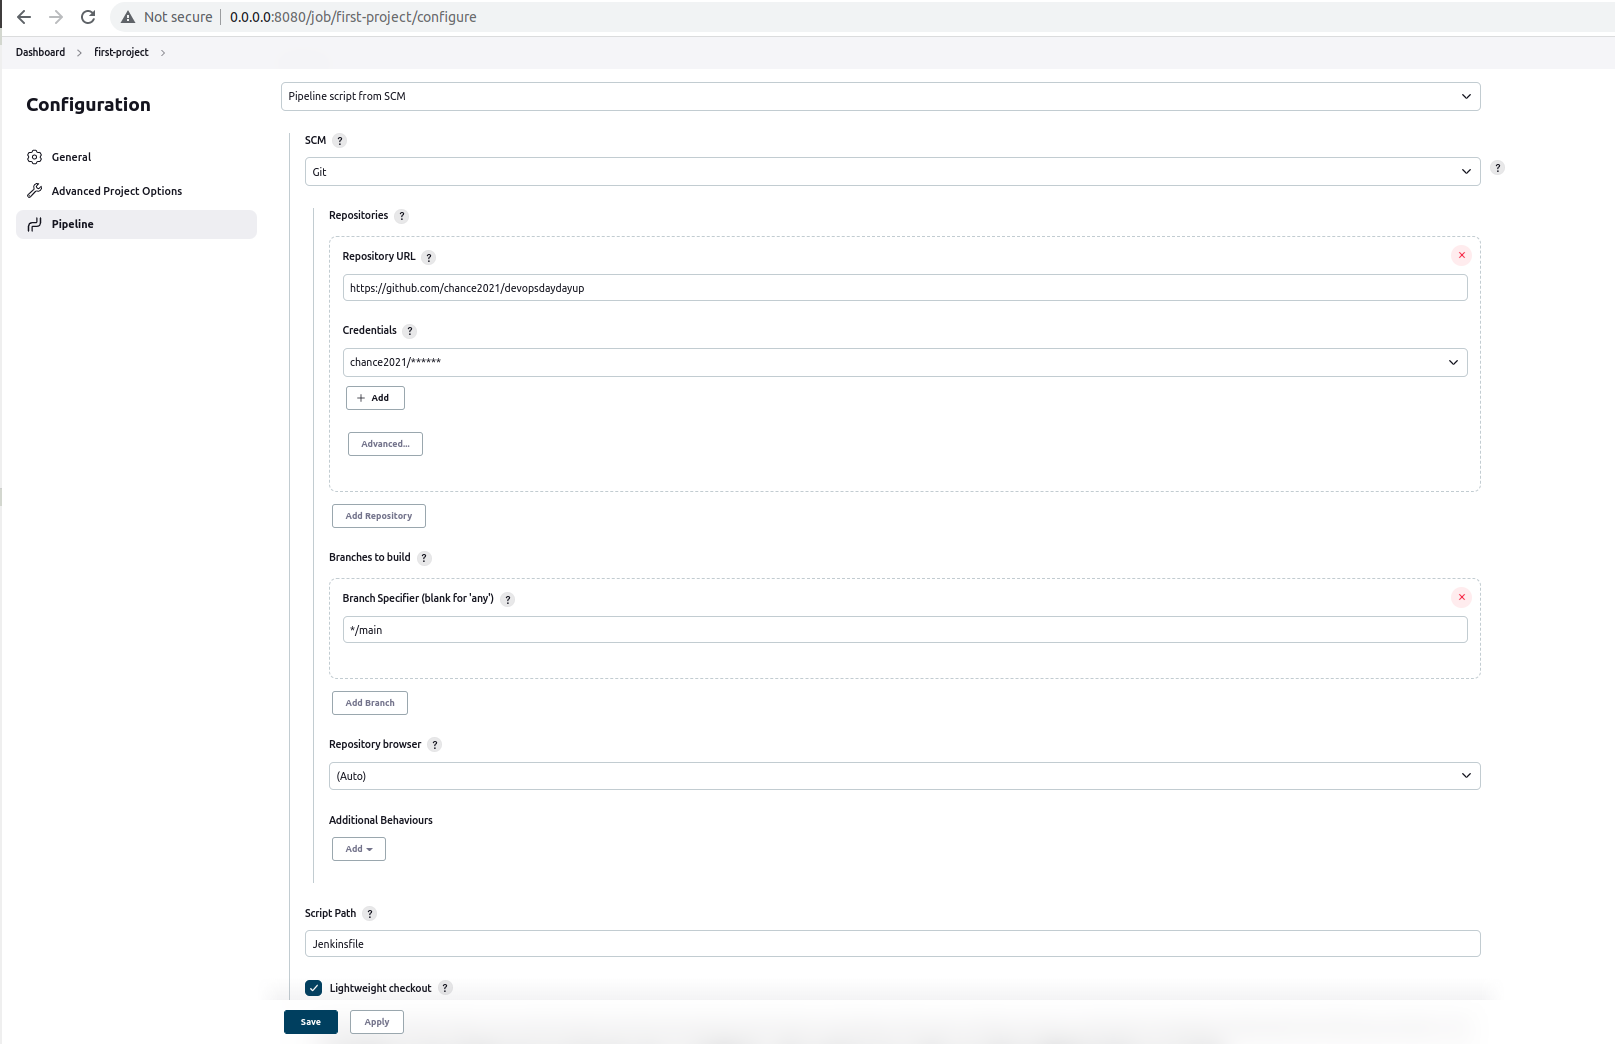 Not secure | 0.0.0.0:8080/job/first-project/configure
Dashboard > first-project >
Configuration
General
Advanced Project Options
Pipeline
Pipeline script from SCM
SCM ?
Git
?
Repositories ?
Repository URL ?
https://github.com/chance2021/devopsdaydayup
Credentials ?
chance2021/******
+ Add
Advanced...
Add Repository
Branches to build ?
Branch Specifier (blank for 'any') ?
*/main
Add Branch
Repository browser ?
(Auto)
Additional Behaviours
Add
Script Path ?
Jenkinsfile
Lightweight checkout ?
Save Apply